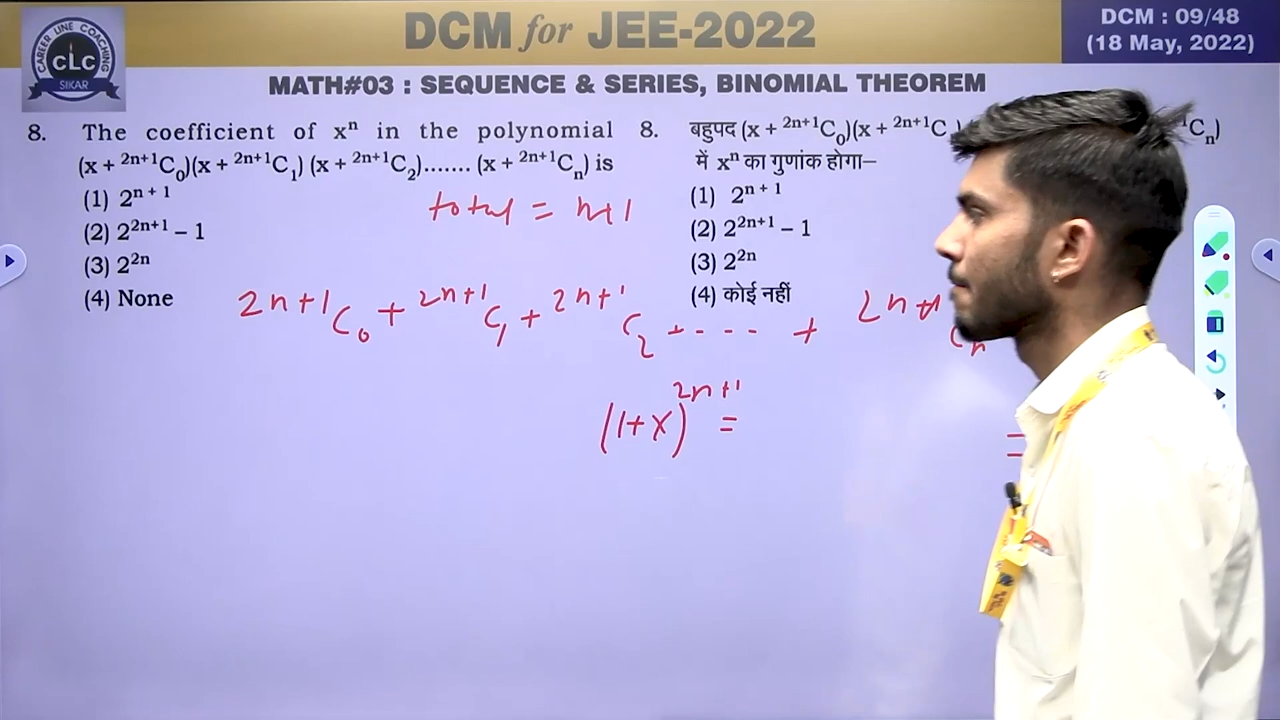 DCM for JEE-2022
DCM : 09/48
(18 May, 2022)
CAREER LINE COACHING
CLC
SIKAR
MATH#03 : SEQUENCE & SERIES, BINOMIAL THEOREM
8. The coefficient of xⁿ in the polynomial
(x + ²ⁿ⁺¹C₀)(x + ²ⁿ⁺¹C₁) (x + ²ⁿ⁺¹C₂)....... (x + ²ⁿ⁺¹Cₙ) is
(1) 2ⁿ ⁺ ¹
(2) 2²ⁿ⁺¹ – 1
(3) 2²ⁿ
(4) None
8. बहुपद (x + ²ⁿ⁺¹C₀)(x + ²ⁿ⁺¹C Cₙ)
में xⁿ का गुणांक होगा–
(1) 2ⁿ ⁺ ¹
(2) 2²ⁿ⁺¹ – 1
(3) 2²ⁿ
(4) कोई नहीं
total = n+1
²ⁿ⁺¹C₀ + ²ⁿ⁺¹C₁ + ²ⁿ⁺¹C₂ + ---- + ²ⁿ⁺¹Cₙ
(1+x)²ⁿ⁺¹ =
=